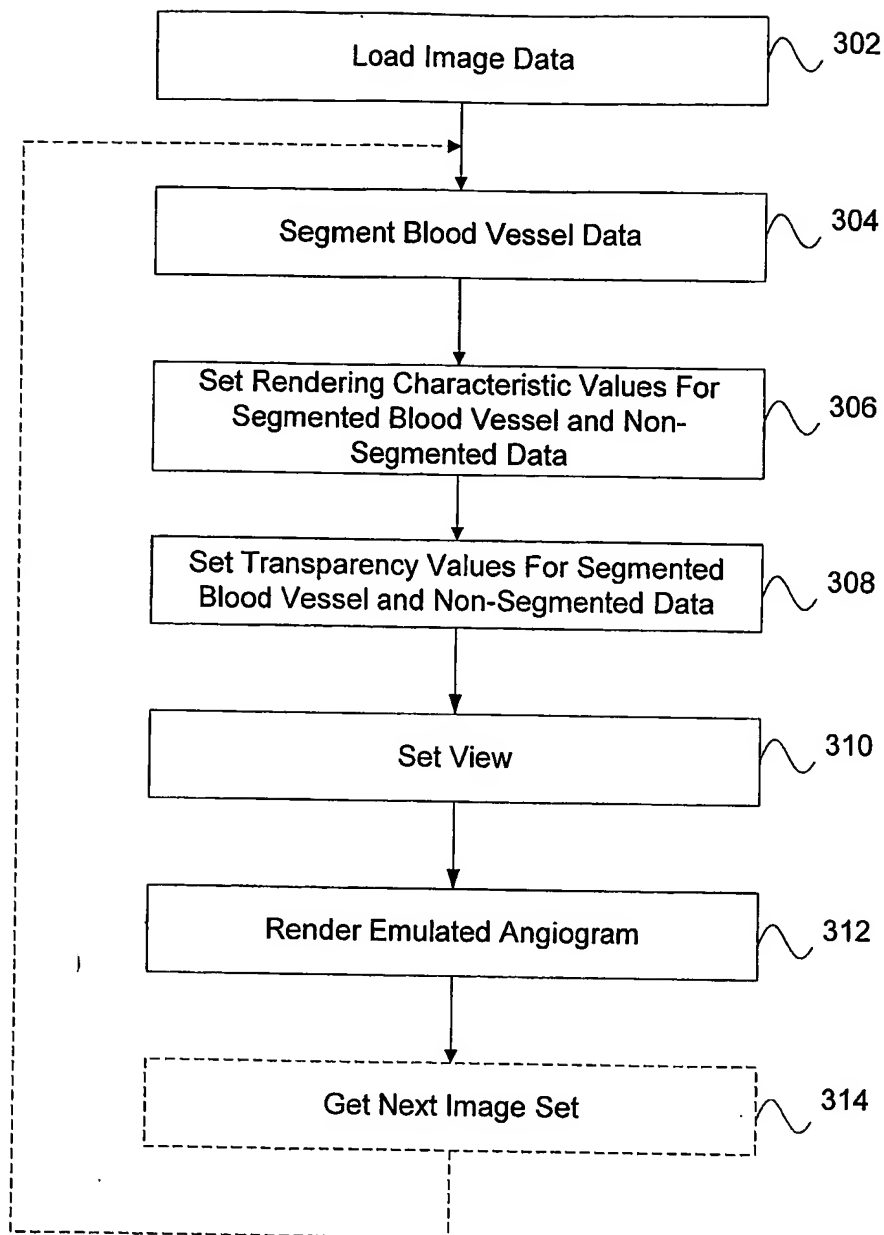 Load Image Data
302
Segment Blood Vessel Data
304
Set Rendering Characteristic Values For
Segmented Blood Vessel and Non-
Segmented Data
306
Set Transparency Values For Segmented
Blood Vessel and Non-Segmented Data
308
Set View
310
Render Emulated Angiogram
312
Get Next Image Set
314